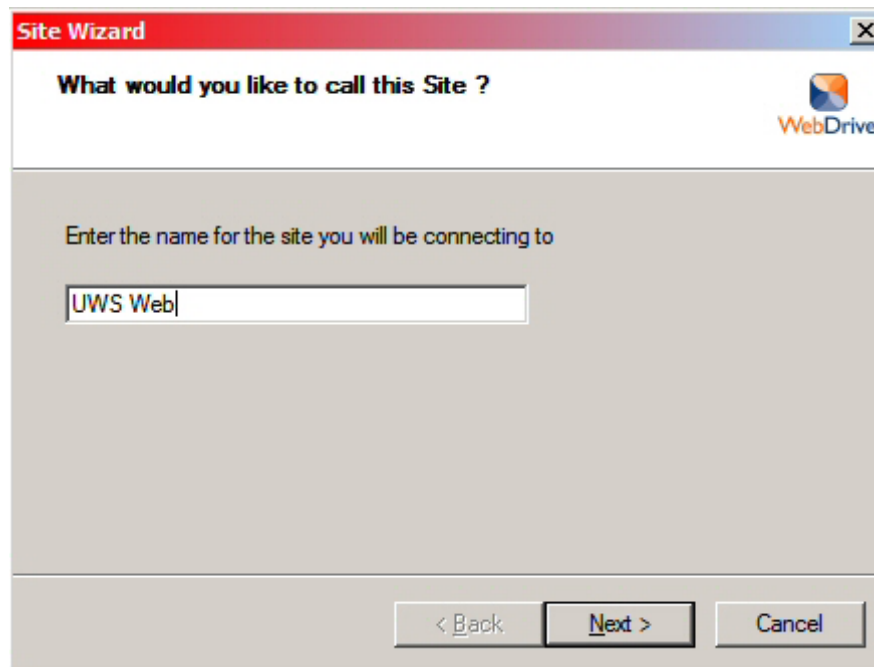 Site Wizard
What would you like to call this Site ?
WebDrive
Enter the name for the site you will be connecting to
UWS Web
< Back
Next >
Cancel